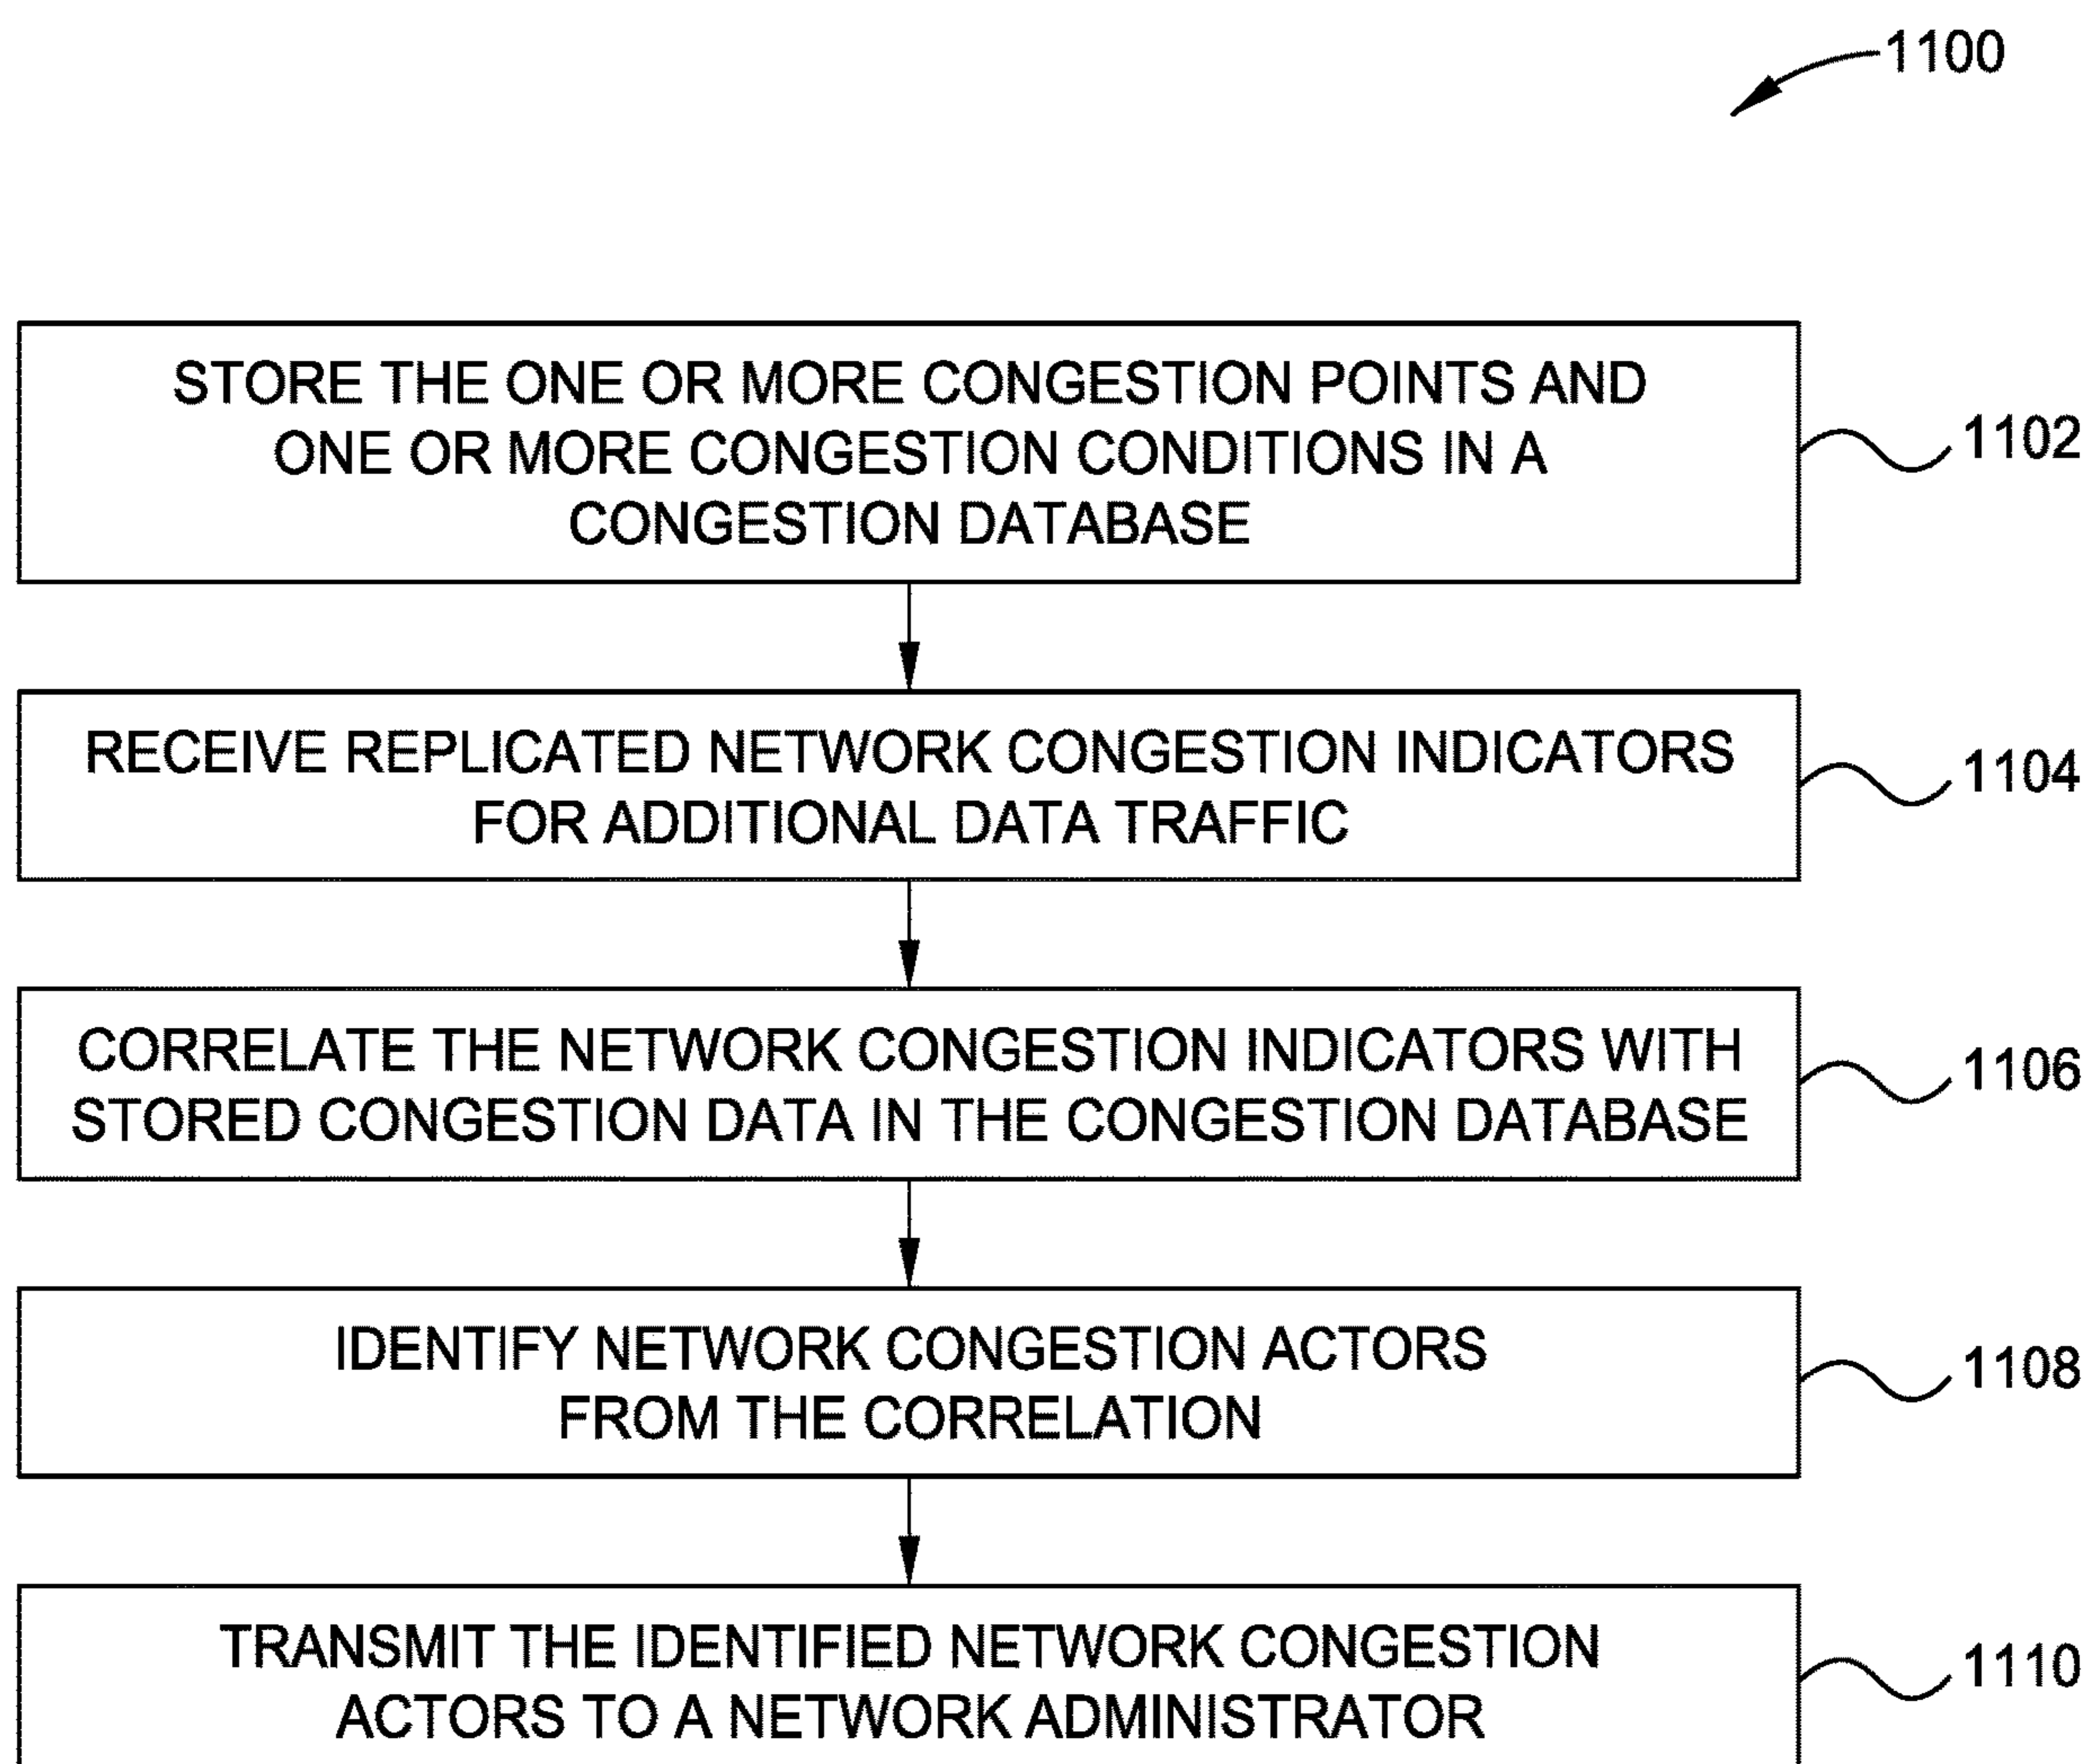 1100
STORE THE ONE OR MORE CONGESTION POINTS AND
ONE OR MORE CONGESTION CONDITIONS IN A
CONGESTION DATABASE
1102
RECEIVE REPLICATED NETWORK CONGESTION INDICATORS
FOR ADDITIONAL DATA TRAFFIC
1104
CORRELATE THE NETWORK CONGESTION INDICATORS WITH
STORED CONGESTION DATA IN THE CONGESTION DATABASE
1106
IDENTIFY NETWORK CONGESTION ACTORS
FROM THE CORRELATION
1108
TRANSMIT THE IDENTIFIED NETWORK CONGESTION
ACTORS TO A NETWORK ADMINISTRATOR
1110